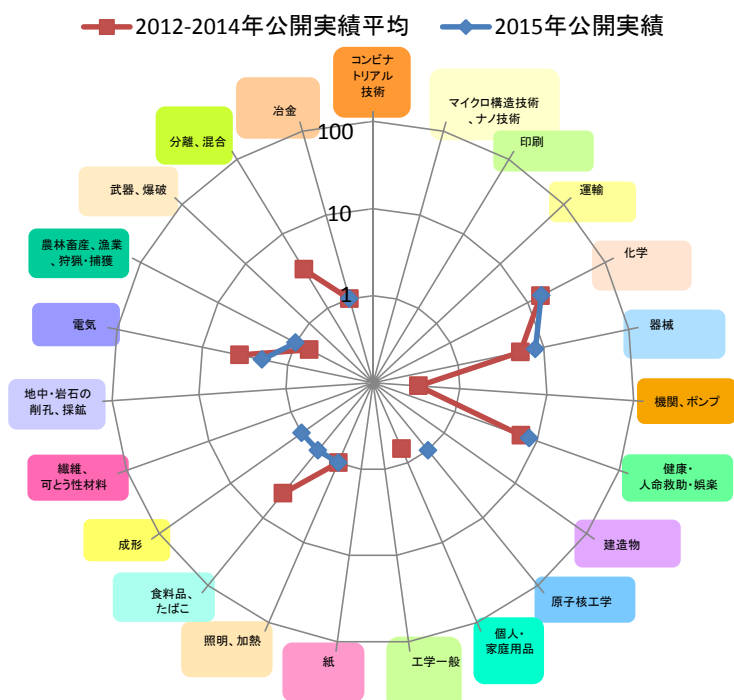 2012-2014年公開実績平均
2015年公開実績
コンビナ
トリアル
技術
マイクロ構造技術
、ナノ技術
印刷
運輸
化学
器械
機関、ポンプ
健康・
人命救助・娯楽
建造物
原子核工学
個人・
家庭用品
工学一般
紙
照明、加熱
食料品、
たばこ
成形
繊維、
可とう性材料
地中・岩石の
削孔、採鉱
電気
農林畜産、漁業
、狩猟・捕獲
武器、爆破
分離、混合
冶金
100
10
1